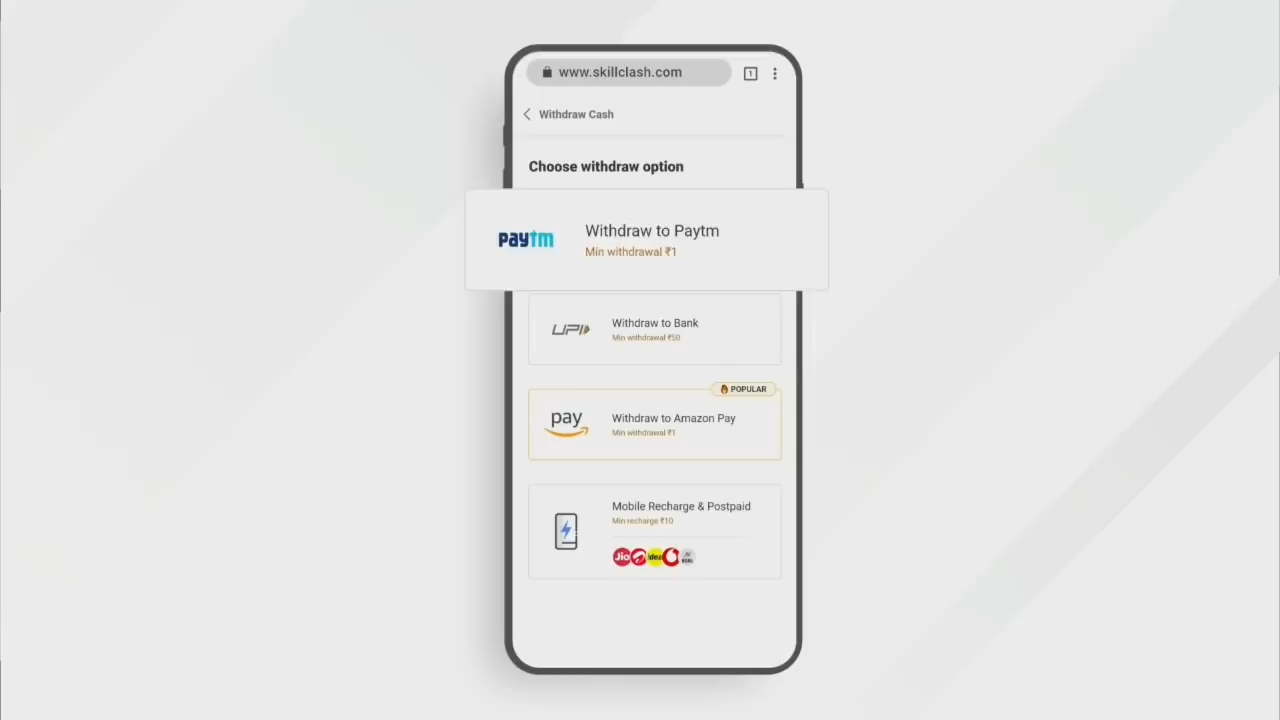 www.skillclash.com
1
Withdraw Cash
Choose withdraw option
paytm
Withdraw to Paytm
Min withdrawal ₹1
UPI
Withdraw to Bank
Min withdrawal ₹50
POPULAR
pay
Withdraw to Amazon Pay
Min withdrawal ₹1
Mobile Recharge & Postpaid
Min recharge ₹10
Jio
idea
BSNL